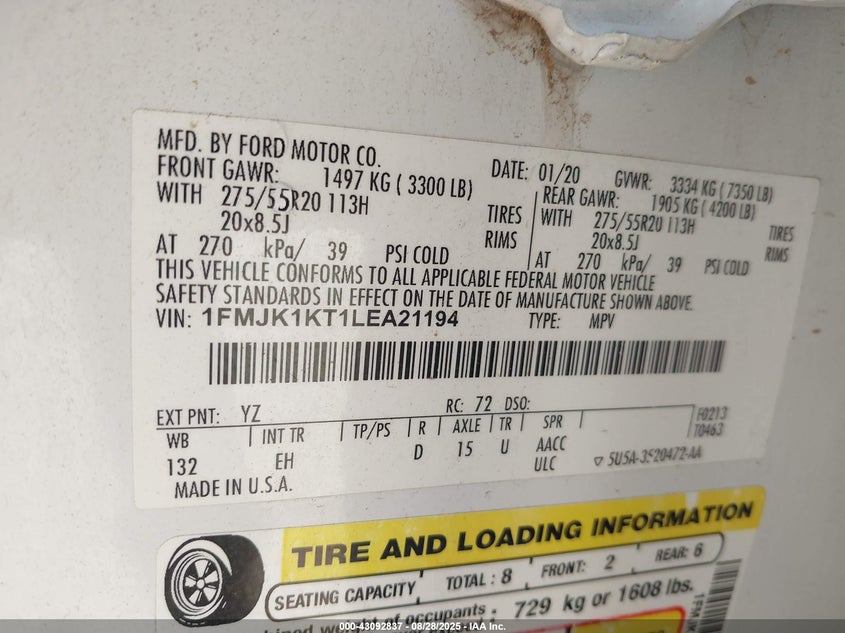 MFD. BY FORD MOTOR CO.
DATE: 01/20 GVWR: 3334 KG ( 7350 LB)
FRONT GAWR: 1497 KG ( 3300 LB) REAR GAWR: 1905 KG ( 4200 LB)
WITH 275/55R20 113H TIRES WITH 275/55R20 113H TIRES
20x8.5J RIMS 20x8.5J RIMS
AT 270 kPa/ 39 PSI COLD AT 270 kPa/ 39 PSI COLD
THIS VEHICLE CONFORMS TO ALL APPLICABLE FEDERAL MOTOR VEHICLE
SAFETY STANDARDS IN EFFECT ON THE DATE OF MANUFACTURE SHOWN ABOVE.
VIN: 1FMJK1KT1LEA21194 TYPE: MPV
EXT PNT: YZ RC: 72 DSO: F0213
WB INT TR TP/PS R AXLE TR SPR T0463
132 EH D 15 U AACC
ULC ▽ 5U5A-3520472-AA
MADE IN U.S.A.
TIRE AND LOADING INFORMATION
SEATING CAPACITY TOTAL : 8 FRONT: 2 REAR: 6
weight of occupants 729 kg or 1608 lbs.
00-43092837 - 08/28/2025 - IAA Inc.